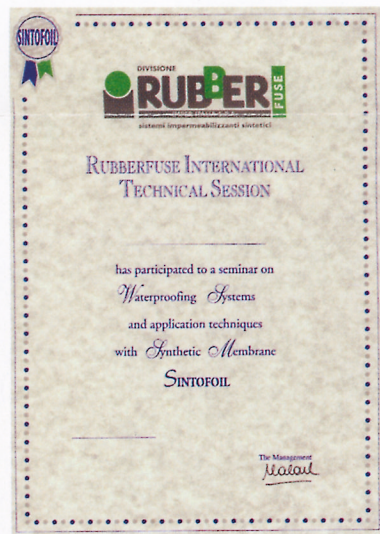 SINTOFOIL
DIVISIONE
RUBBER FUSE
sistemi impermeabilizzanti sintetici
RUBBERFUSE INTERNATIONAL
TECHNICAL SESSION
has participated to a seminar on
Waterproofing Systems
and application techniques
with Synthetic Membrane
SINTOFOIL
The Management